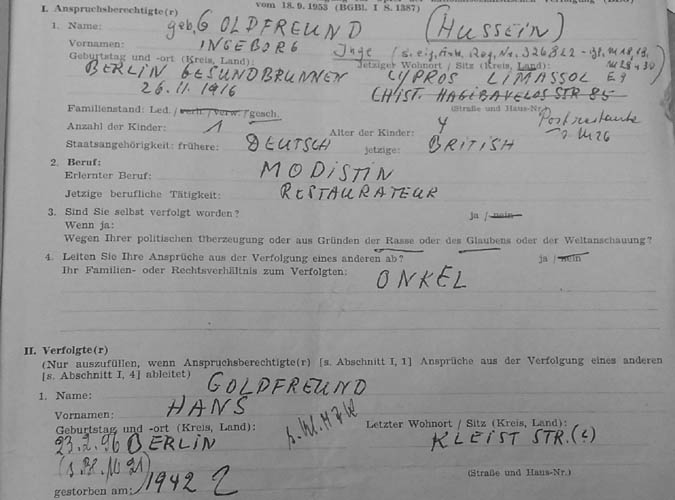 vom 18.9.1953 (BGBl. I S. 1387)
I. Anspruchsberechtigte(r)
1. Name: geb. GOLDFREUND (HUSSEIN)
Vornamen: INGEBORG Inge
Geburtstag und -ort (Kreis, Land): Jetziger Wohnort / Sitz (Kreis, Land):
BERLIN GESUNDBRUNNEN CYPROS LIMASSOL
26.11.1916 CHIST. HAGIBAVELOS STR 85
(Straße und Haus-Nr.)
Familienstand: Led. / verh. / verw. / gesch.
Postrestante
Anzahl der Kinder: 1 Alter der Kinder: 4
Staatsangehörigkeit: frühere: DEUTSCH jetzige: BRITISH
2. Beruf:
Erlernter Beruf: MODISTIN
Jetzige berufliche Tätigkeit: RESTAURATEUR
3. Sind Sie selbst verfolgt worden? ja / nein
Wenn ja:
Wegen Ihrer politischen Überzeugung oder aus Gründen der Rasse oder des Glaubens oder der Weltanschauung?
4. Leiten Sie Ihre Ansprüche aus der Verfolgung eines anderen ab? ja / nein
Ihr Familien- oder Rechtsverhältnis zum Verfolgten: ONKEL
II. Verfolgte(r)
(Nur auszufüllen, wenn Anspruchsberechtigte(r) [s. Abschnitt I, 1] Ansprüche aus der Verfolgung eines anderen
[s. Abschnitt I, 4] ableitet)
1. Name: GOLDFREUND
Vornamen: HANS
Geburtstag und -ort (Kreis, Land): Letzter Wohnort / Sitz (Kreis, Land):
23.2.96 BERLIN KLEIST STR.
(s. Bl. M 21)
(Straße und Haus-Nr.)
gestorben am: 1942 ?